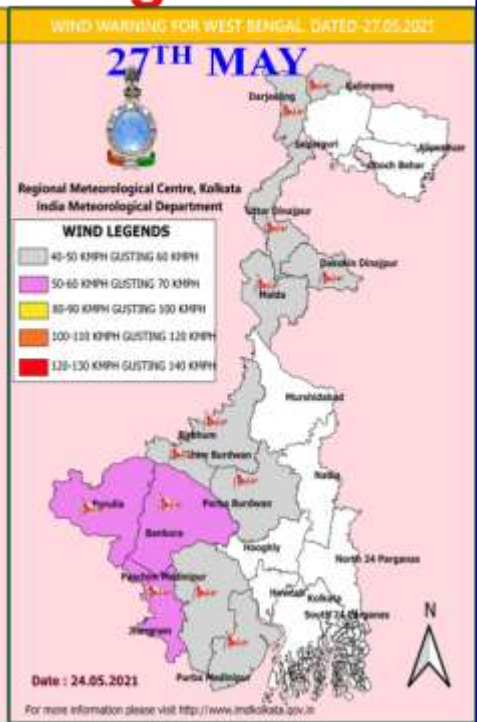 WIND WARNING FOR WEST BENGAL DATED-27.05.2021
27TH MAY
Darjeeling
Kalimpong
Alipurduar
Cooch Behar
Regional Meteorological Centre, Kolkata
India Meteorological Department
Uttar Dinajpur
WIND LEGENDS
40-50 KMPH GUSTING 60 KMPH
50-60 KMPH GUSTING 70 KMPH
80-90 KMPH GUSTING 100 KMPH
100-110 KMPH GUSTING 120 KMPH
120-130 KMPH GUSTING 140 KMPH
Dakshin Dinajpur
Malda
Murshidabad
Birbhum
Burdwan
Nadia
Purulia
Purba Burdwan
Bankura
Hooghly
North 24 Parganas
Paschim Medinipur
Howrah
Kolkata
South 24 Parganas
Jhargram
N
Purba Medinipur
Date : 24.05.2021
For more information please visit http://www.imdkolkata.gov.in